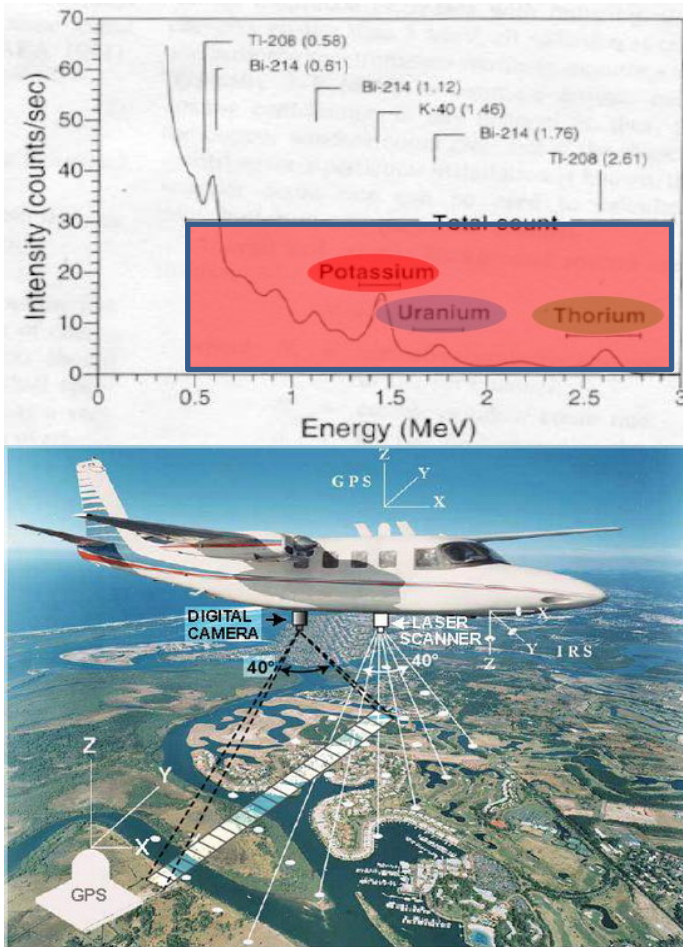 70
60
50
40
30
20
10
0
Intensity (counts/sec)
Tl-208 (0.58)
Bi-214 (0.61)
Bi-214 (1.12)
K-40 (1.46)
Bi-214 (1.76)
Tl-208 (2.61)
Total count
Potassium
Uranium
Thorium
0 0.5 1 1.5 2 2.5 3
Energy (MeV)
Z
GPS Y
X
DIGITAL
CAMERA
LASER
SCANNER
X
Y IRS
Z
40°
40°
Z
Y
X
GPS